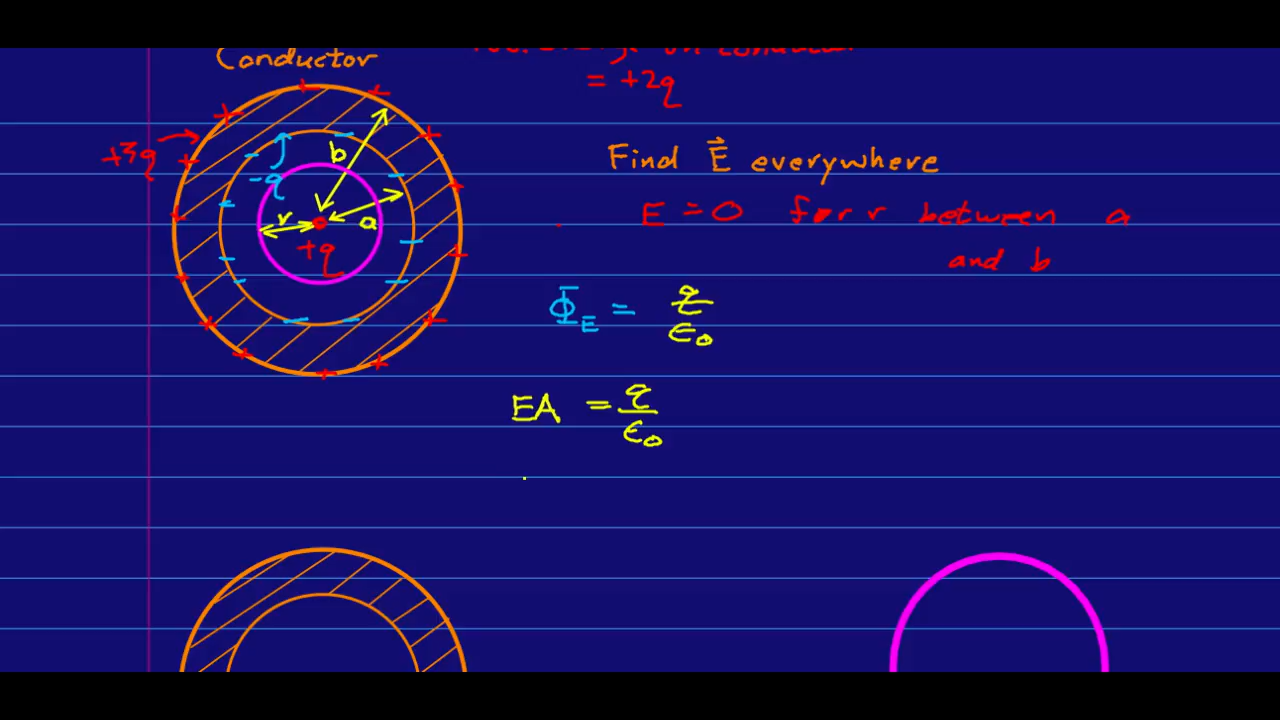 Conductor
= +2q
+3q
b
-q
r
a
+q
Find E⃗ everywhere
E = 0 for r between a
and b
Φ_E = q/ε₀
EA = q/ε₀